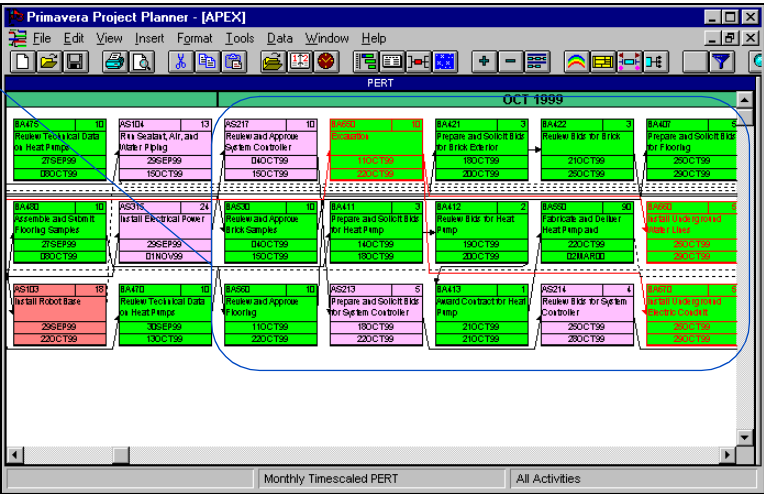 Primavera Project Planner - [APEX]
File Edit View Insert Format Tools Data Window Help
PERT
OCT 1999
BA475 10
Review Technical Data
on Heat Pumps
27SEP99
08OCT99
AS104 13
Run Sealant, Air, and
Water Piping
29SEP99
15OCT99
AS217 10
Review and Approve
System Controller
04OCT99
15OCT99
BA650 10
Excavation
11OCT99
22OCT99
BA421 3
Prepare and Solicit Bids
for Brick Exterior
18OCT99
20OCT99
BA422 3
Review Bids for Brick
21OCT99
25OCT99
BA407 5
Prepare and Solicit Bids
for Flooring
25OCT99
29OCT99
BA480 10
Assemble and Submit
Flooring Samples
27SEP99
08OCT99
AS315 24
Install Electrical Power
29SEP99
01NOV99
BA530 10
Review and Approve
Brick Samples
04OCT99
15OCT99
BA411 3
Prepare and Solicit Bids
for Heat Pump
14OCT99
18OCT99
BA412 2
Review Bids for Heat
Pump
19OCT99
20OCT99
BA550 90
Fabricate and Deliver
Heat Pump and
22OCT99
02MAR00
BA660 5
Install Underground
Water Lines
25OCT99
29OCT99
AS103 18
Install Robot Base
29SEP99
22OCT99
BA470 10
Review Technical Data
on Heat Pumps
30SEP99
13OCT99
BA560 10
Review and Approve
Flooring
11OCT99
22OCT99
AS213 5
Prepare and Solicit Bids
for System Controller
18OCT99
22OCT99
BA413 1
Award Contract for Heat
Pump
21OCT99
21OCT99
AS214 4
Review Bids for System
Controller
25OCT99
28OCT99
BA670 5
Install Underground
Electric Conduit
25OCT99
29OCT99
Monthly Timescaled PERT
All Activities